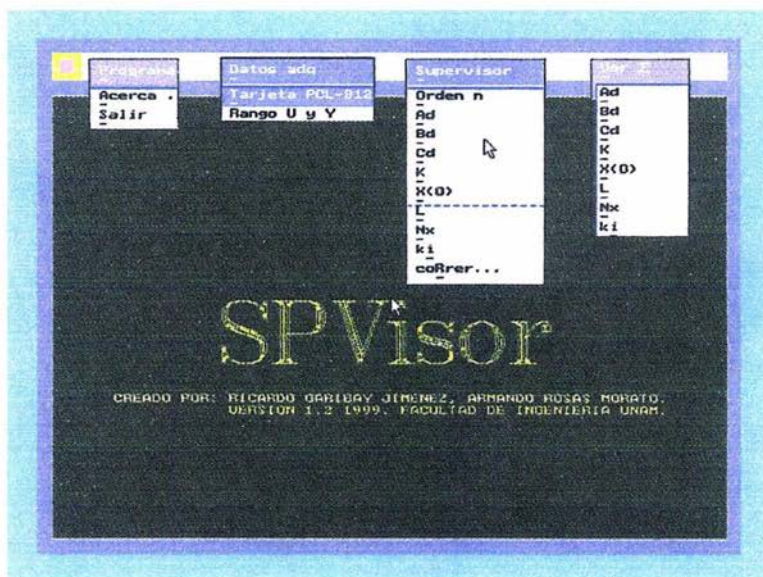 Programa
Acerca .
Salir
Datos adq
Tarjeta PCL-812
Rango U y Y
Supervisor
Orden n
Ad
Bd
Cd
K
X(0)
L
Nx
ki
coRrer...
Ver
Ad
Bd
Cd
K
X(0)
L
Nx
ki
SPVisor
CREADO POR: RICARDO GARIBAY JIMENEZ, ARMANDO ROSAS MORATO.
VERSION 1.2 1999. FACULTAD DE INGENIERIA UNAM.